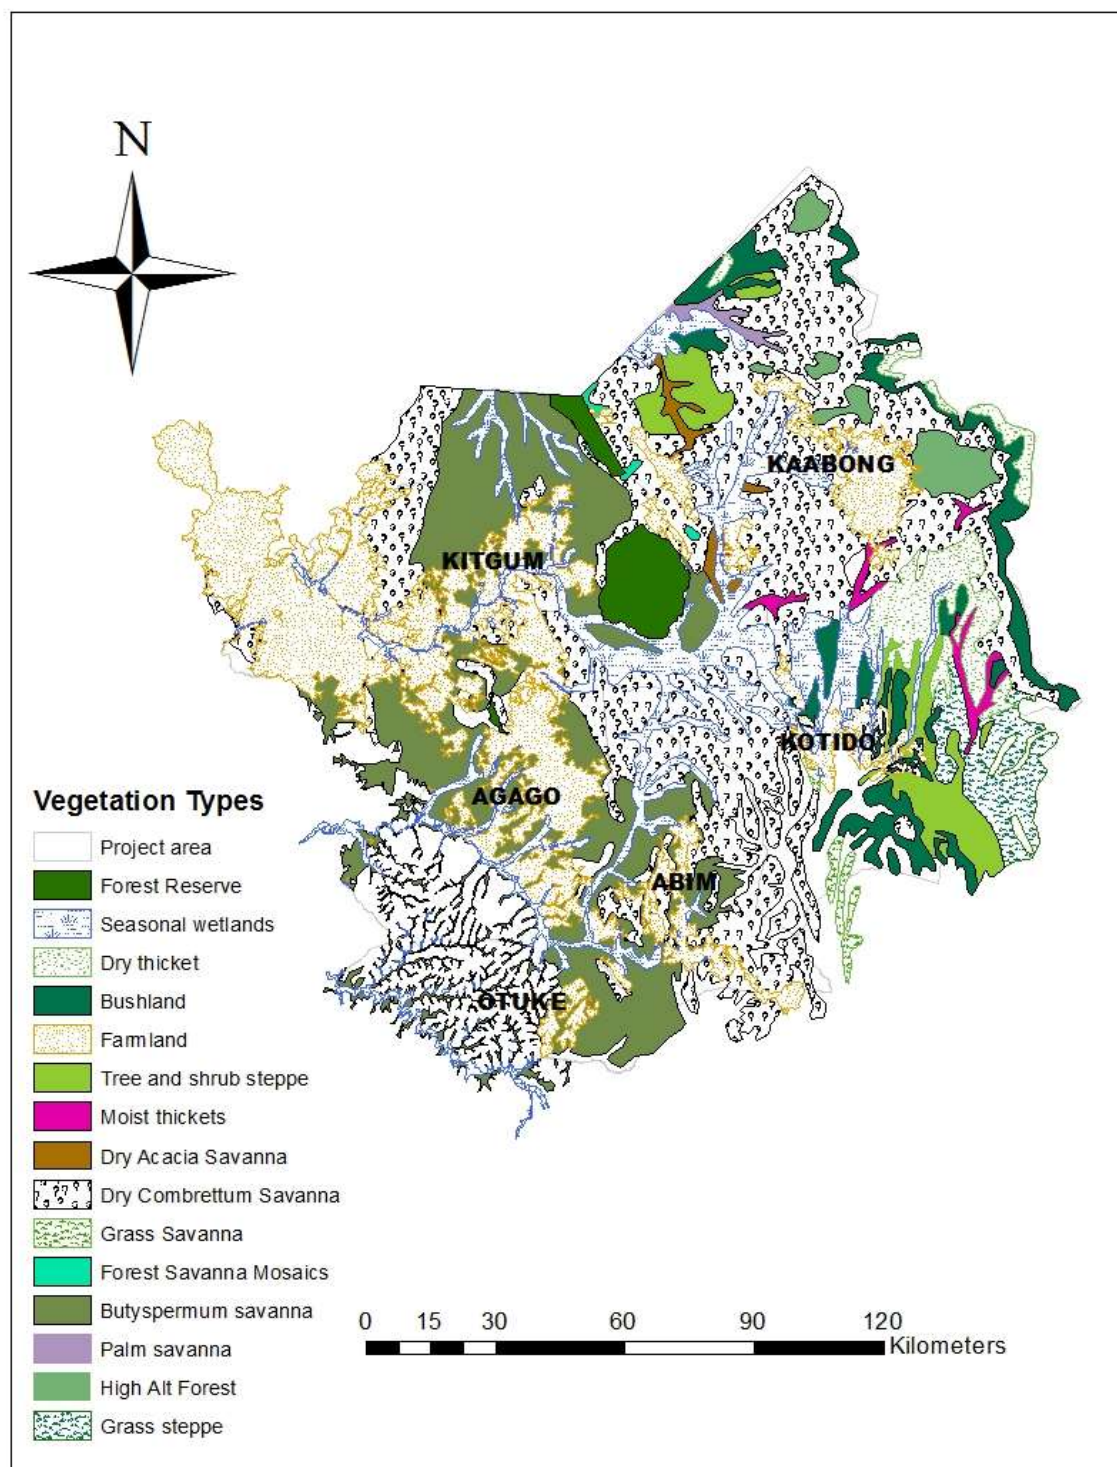 N
KAABONG
KITGUM
KOTIDO
AGAGO
ABIM
OTUKE
Vegetation Types
Project area
Forest Reserve
Seasonal wetlands
Dry thicket
Bushland
Farmland
Tree and shrub steppe
Moist thickets
Dry Acacia Savanna
Dry Combrettum Savanna
Grass Savanna
Forest Savanna Mosaics
Butyspermum savanna
Palm savanna
High Alt Forest
Grass steppe
0 15 30 60 90 120
Kilometers